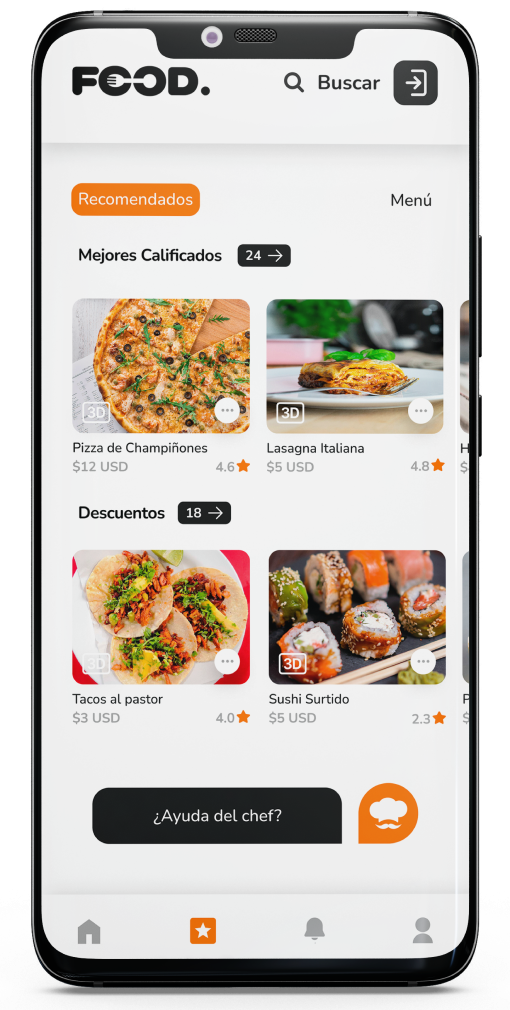 FOOD.
Buscar
Recomendados
Menú
Mejores Calificados
24 →
3D
3D
Pizza de Champiñones
Lasagna Italiana
H
$12 USD
4.6
$5 USD
4.8
$
Descuentos
18 →
3D
3D
Tacos al pastor
Sushi Surtido
P
$3 USD
4.0
$5 USD
2.3
$
¿Ayuda del chef?